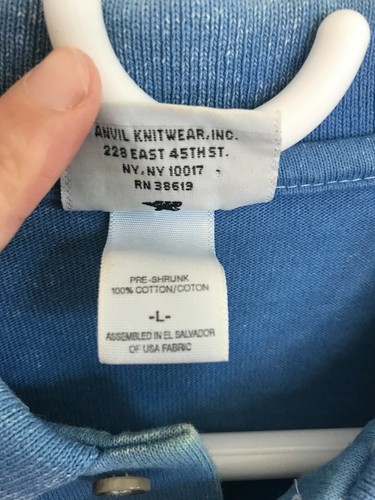 ANVIL KNITWEAR, INC.
228 EAST 45TH ST.
NY, NY 10017
RN 38619
PRE-SHRUNK
100% COTTON/COTON
-L-
ASSEMBLED IN EL SALVADOR
OF USA FABRIC